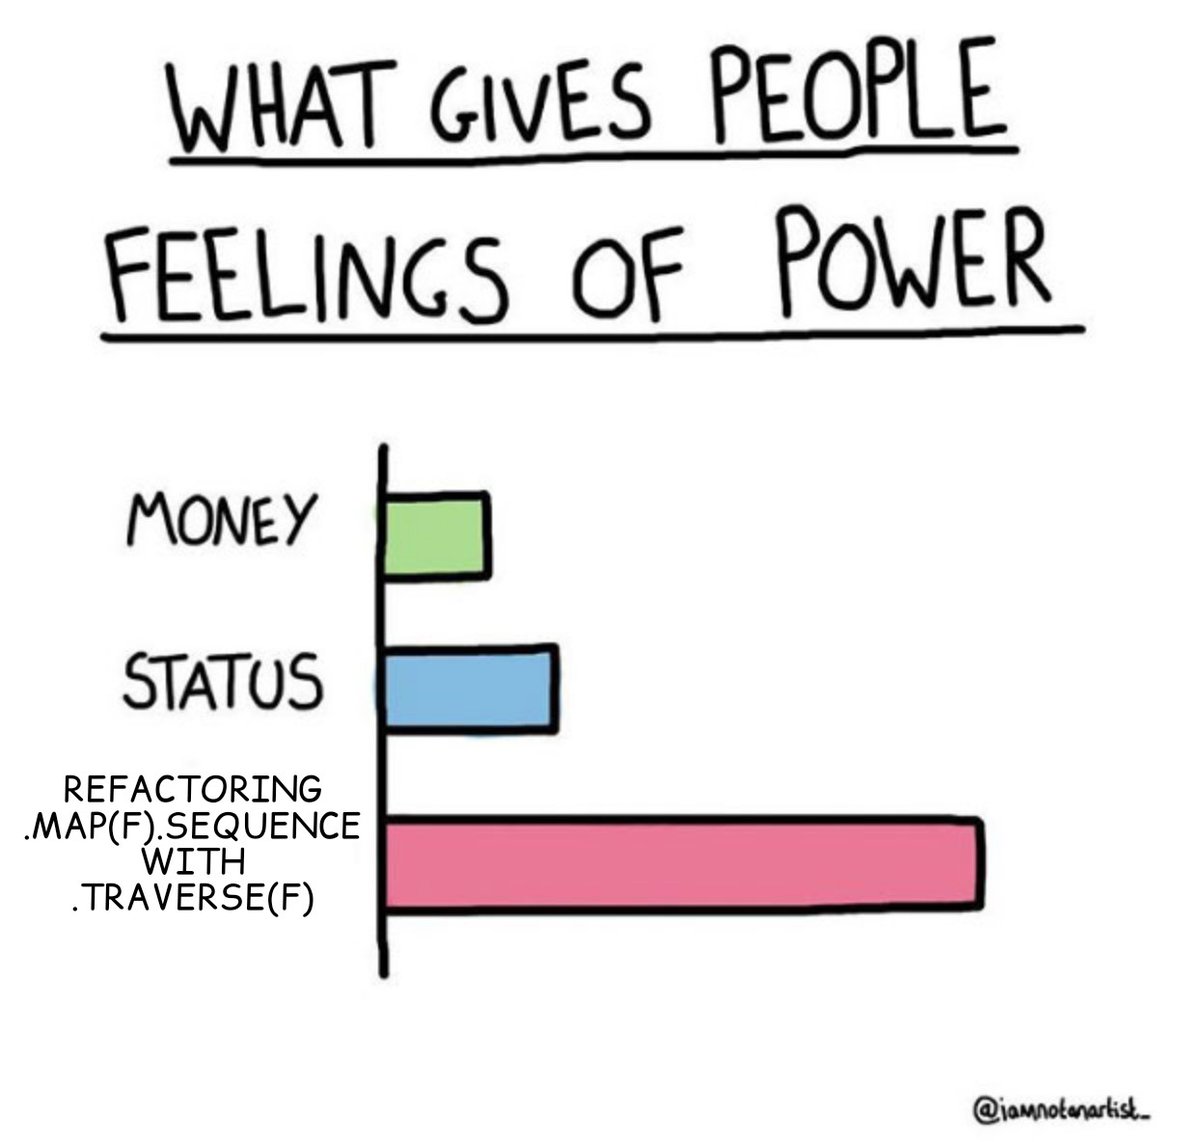 WHAT GIVES PEOPLE
FEELINGS OF POWER
MONEY
STATUS
REFACTORING
.MAP(F).SEQUENCE
WITH
.TRAVERSE(F)
@iamnotanartist_